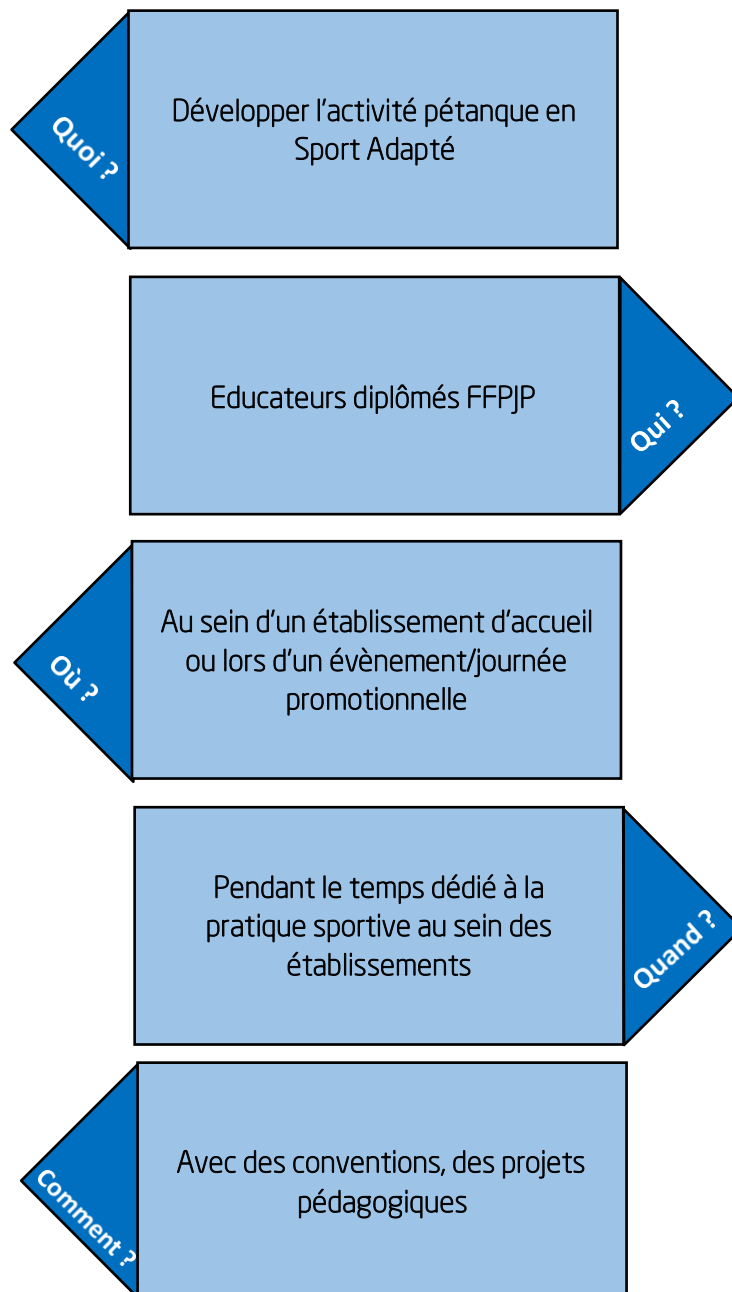 Quoi ?
Développer l'activité pétanque en
Sport Adapté
Educateurs diplômés FFPJP
Qui ?
Où ?
Au sein d'un établissement d'accueil
ou lors d'un évènement/journée
promotionnelle
Pendant le temps dédié à la
pratique sportive au sein des
établissements
Quand ?
Comment ?
Avec des conventions, des projets
pédagogiques